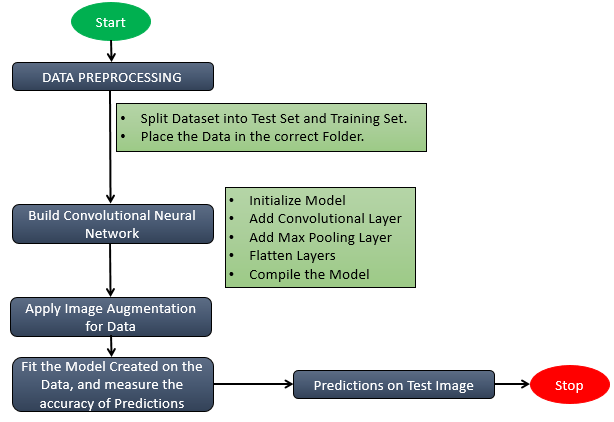 Start
DATA PREPROCESSING
• Split Dataset into Test Set and Training Set.
• Place the Data in the correct Folder.
Build Convolutional Neural
Network
• Initialize Model
• Add Convolutional Layer
• Add Max Pooling Layer
• Flatten Layers
• Compile the Model
Apply Image Augmentation
for Data
Fit the Model Created on the
Data, and measure the
accuracy of Predictions
Predictions on Test Image
Stop